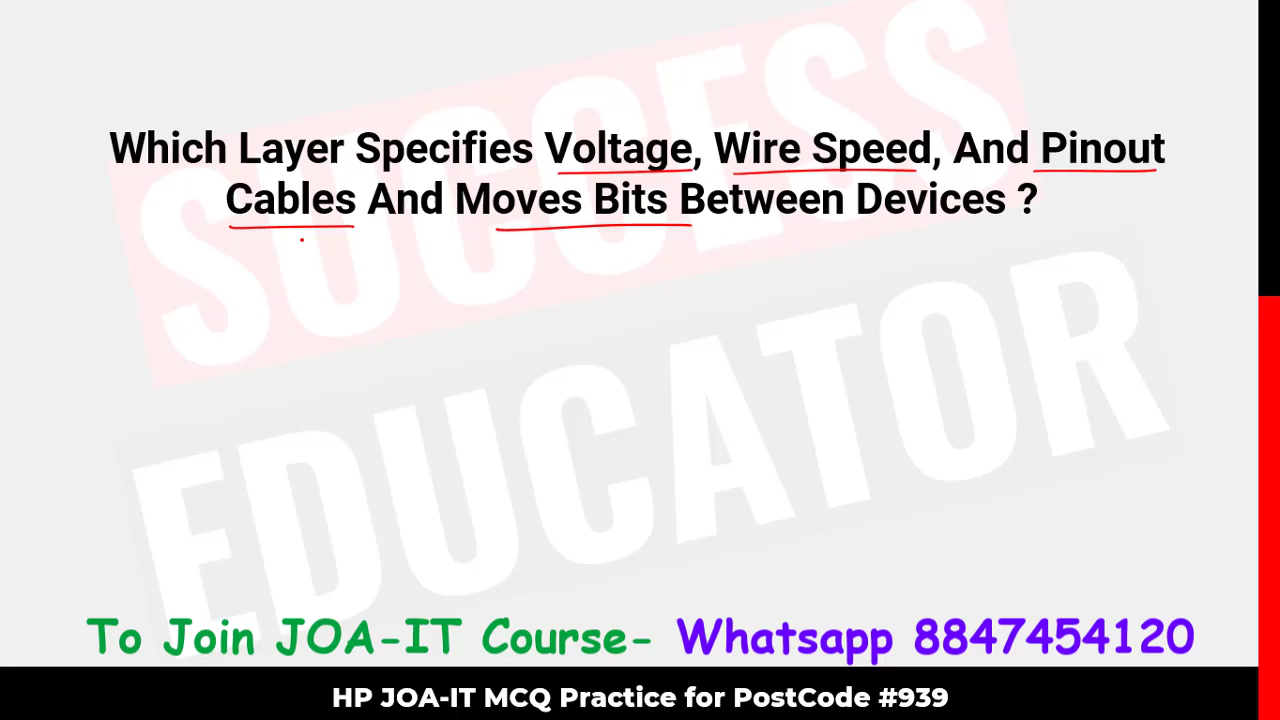 Which Layer Specifies Voltage, Wire Speed, And Pinout
Cables And Moves Bits Between Devices ?
SUCCESS
EDUCATOR
To Join JOA-IT Course- Whatsapp 8847454120
HP JOA-IT MCQ Practice for PostCode #939